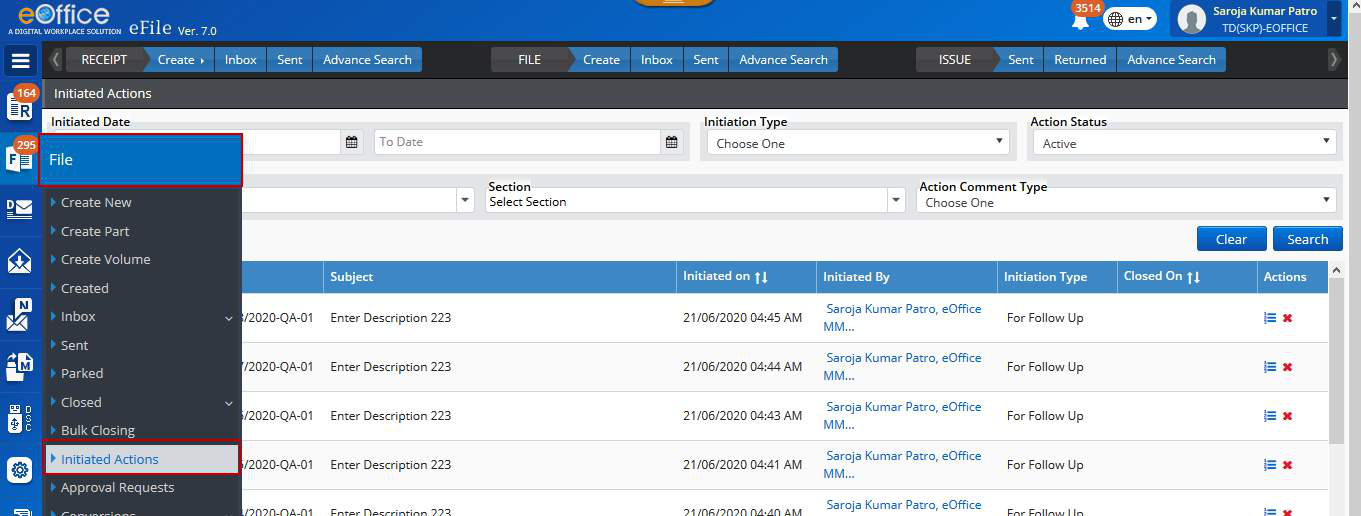 eOffice
A DIGITAL WORKPLACE SOLUTION
eFile Ver. 7.0
3514
en
Saroja Kumar Patro
TD(SKP)-EOFFICE
RECEIPT Create Inbox Sent Advance Search
FILE Create Inbox Sent Advance Search
ISSUE Sent Returned Advance Search
164
R
Initiated Actions
295
F
Initiated Date
To Date
Initiation Type
Choose One
Action Status
Active
Section
Select Section
Action Comment Type
Choose One
Clear
Search
File
Create New
Create Part
Create Volume
Created
Inbox
Sent
Parked
Closed
Bulk Closing
Initiated Actions
Approval Requests
Conversions
D
N
M
DSC
Subject Initiated on Initiated By Initiation Type Closed On Actions
/2020-QA-01 Enter Description 223 21/06/2020 04:45 AM Saroja Kumar Patro, eOffice For Follow Up
MM...
/2020-QA-01 Enter Description 223 21/06/2020 04:44 AM Saroja Kumar Patro, eOffice For Follow Up
MM...
/2020-QA-01 Enter Description 223 21/06/2020 04:43 AM Saroja Kumar Patro, eOffice For Follow Up
MM...
/2020-QA-01 Enter Description 223 21/06/2020 04:41 AM Saroja Kumar Patro, eOffice For Follow Up
MM...
/2020-QA-01 Enter Description 223 21/06/2020 04:40 AM Saroja Kumar Patro, eOffice For Follow Up